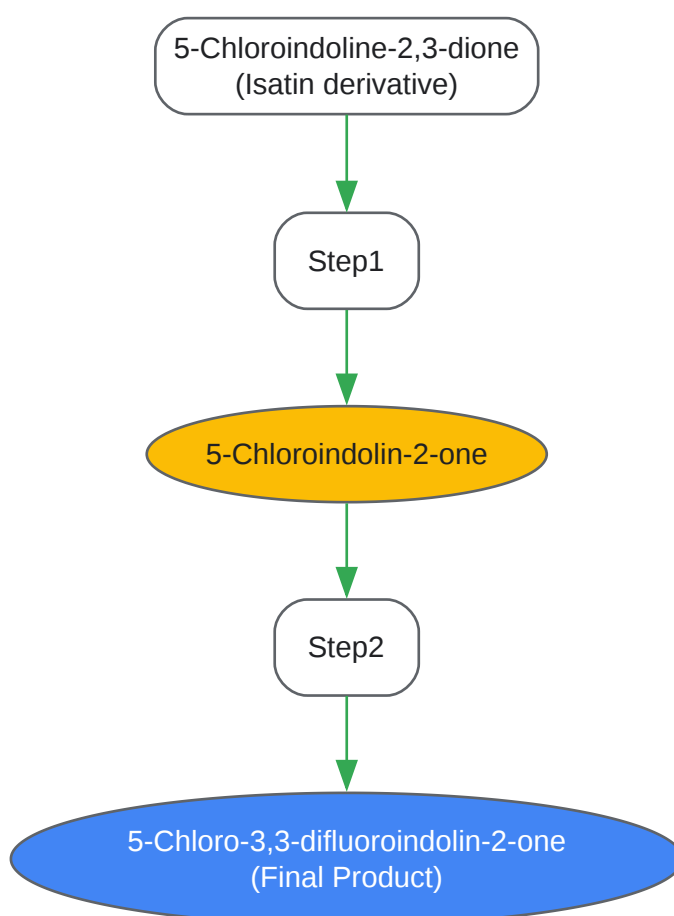 5-Chloroindoline-2,3-dione
(Isatin derivative)
Step1
5-Chloroindolin-2-one
Step2
5-Chloro-3,3-difluoroindolin-2-one
(Final Product)